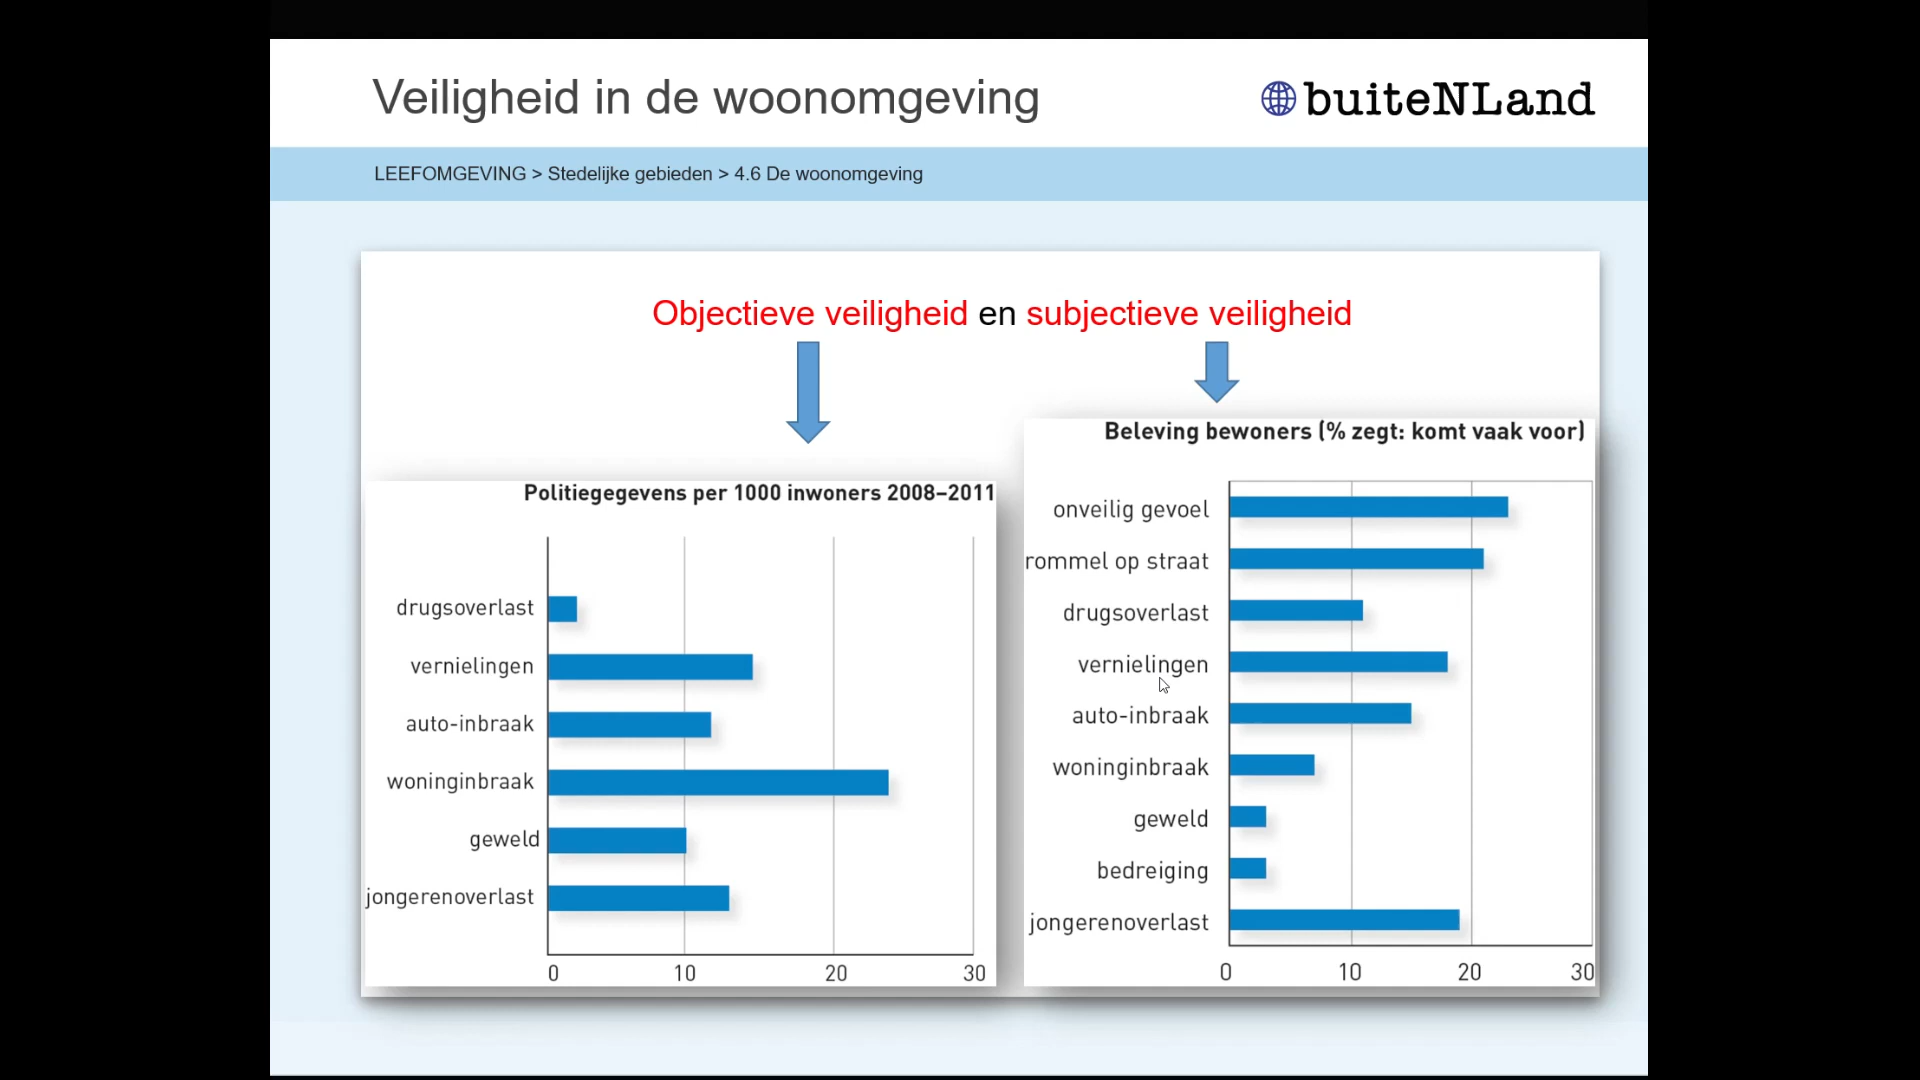 Veiligheid in de woonomgeving
buiteNLand
LEEFOMGEVING > Stedelijke gebieden > 4.6 De woonomgeving
Objectieve veiligheid en subjectieve veiligheid
Politiegegevens per 1000 inwoners 2008–2011
drugsoverlast
vernielingen
auto-inbraak
woninginbraak
geweld
jongerenoverlast
0 10 20 30
Beleving bewoners (% zegt: komt vaak voor)
onveilig gevoel
rommel op straat
drugsoverlast
vernielingen
auto-inbraak
woninginbraak
geweld
bedreiging
jongerenoverlast
0 10 20 30